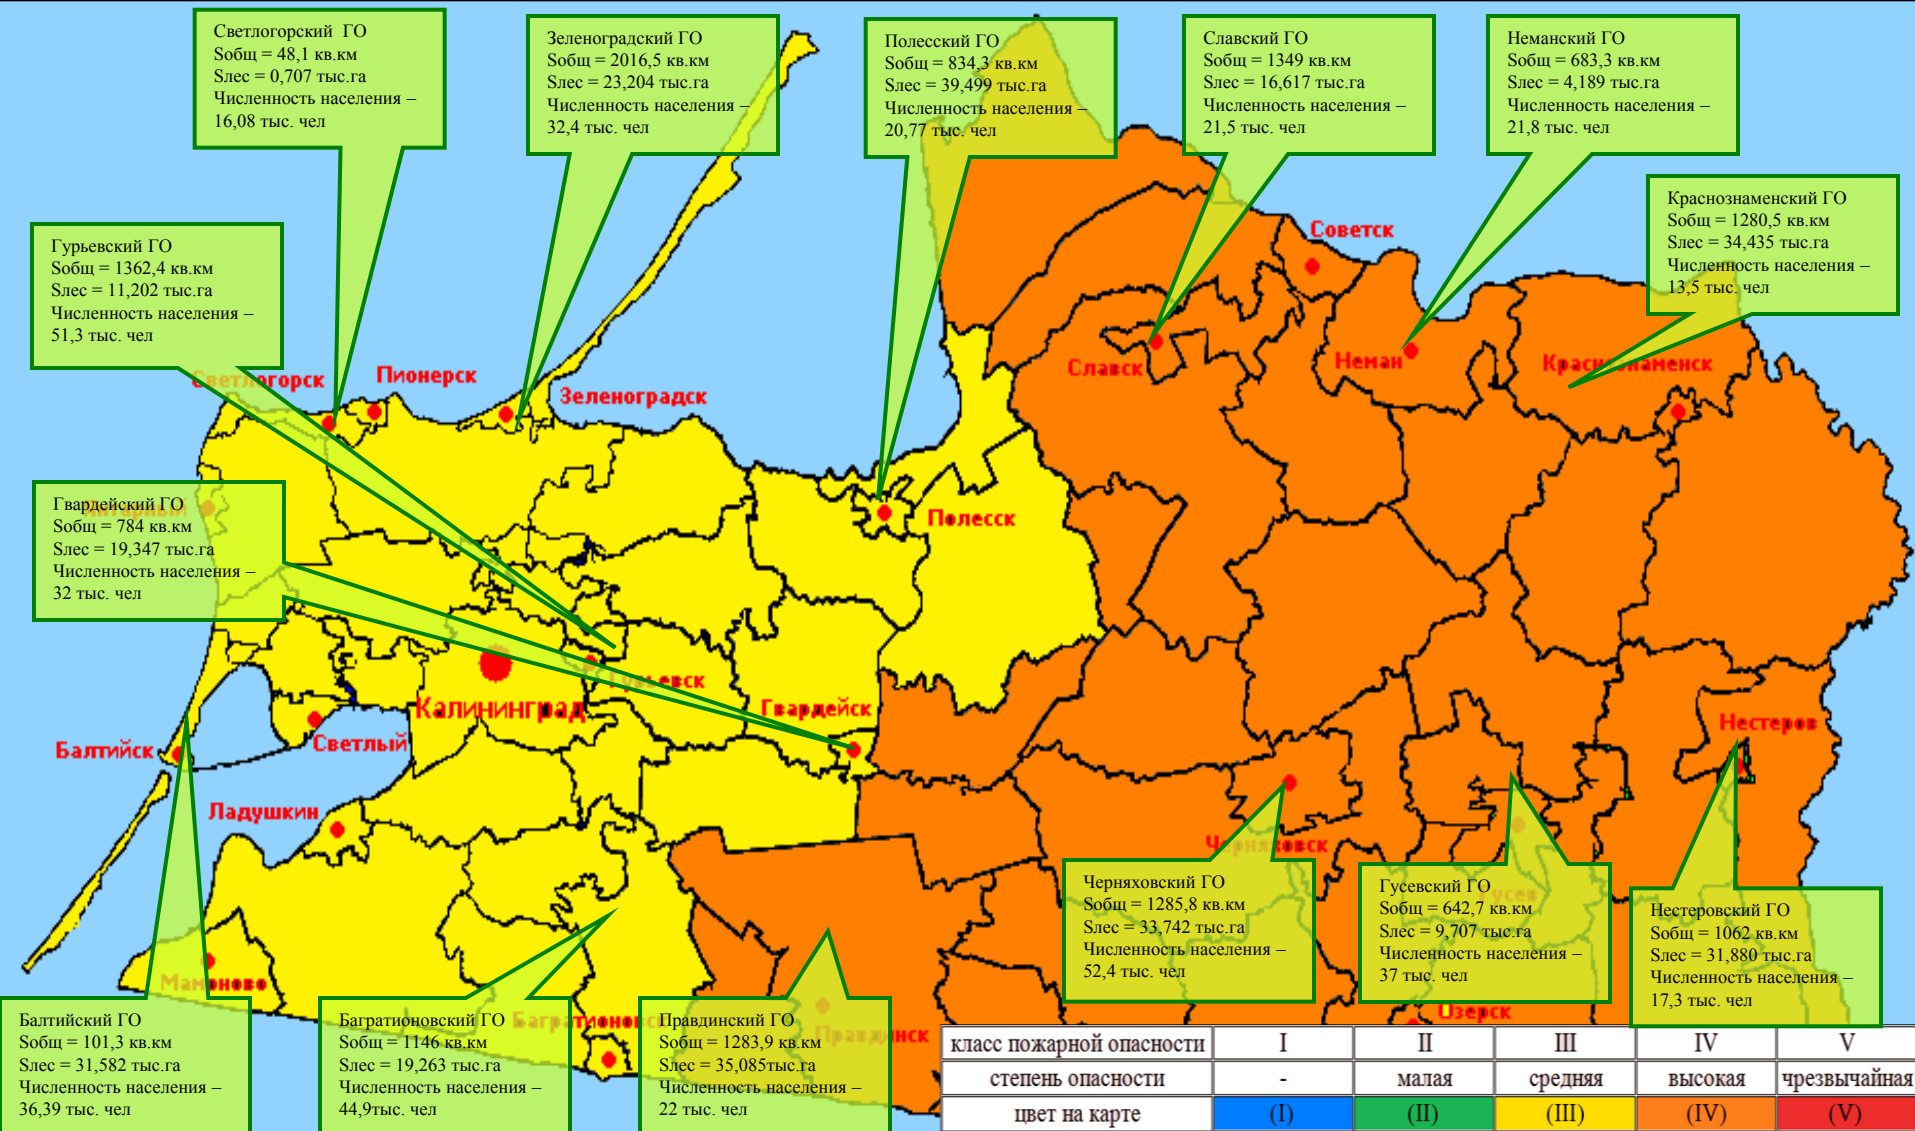 Светлогорский ГО
Sобщ = 48,1 кв.км
Sлес = 0,707 тыс.га
Численность населения –
16,08 тыс. чел
Зеленоградский ГО
Sобщ = 2016,5 кв.км
Sлес = 23,204 тыс.га
Численность населения –
32,4 тыс. чел
Полесский ГО
Sобщ = 834,3 кв.км
Sлес = 39,499 тыс.га
Численность населения –
20,77 тыс. чел
Славский ГО
Sобщ = 1349 кв.км
Sлес = 16,617 тыс.га
Численность населения –
21,5 тыс. чел
Неманский ГО
Sобщ = 683,3 кв.км
Sлес = 4,189 тыс.га
Численность населения –
21,8 тыс. чел
Краснознаменский ГО
Sобщ = 1280,5 кв.км
Sлес = 34,435 тыс.га
Численность населения –
13,5 тыс. чел
Гурьевский ГО
Sобщ = 1362,4 кв.км
Sлес = 11,202 тыс.га
Численность населения –
51,3 тыс. чел
Советск
Светлогорск
Пионерск
Зеленоградск
Славск
Неман
Краснознаменск
Гвардейский ГО
Sобщ = 784 кв.км
Sлес = 19,347 тыс.га
Численность населения –
32 тыс. чел
Янтарный
Полесск
Гурьевск
Калининград
Гвардейск
Нестеров
Балтийск
Светлый
Ладушкин
Черняховск
Гусев
Мамоново
Багратионовск
Правдинск
Озерск
Черняховский ГО
Sобщ = 1285,8 кв.км
Sлес = 33,742 тыс.га
Численность населения –
52,4 тыс. чел
Гусевский ГО
Sобщ = 642,7 кв.км
Sлес = 9,707 тыс.га
Численность населения –
37 тыс. чел
Нестеровский ГО
Sобщ = 1062 кв.км
Sлес = 31,880 тыс.га
Численность населения –
17,3 тыс. чел
Балтийский ГО
Sобщ = 101,3 кв.км
Sлес = 31,582 тыс.га
Численность населения –
36,39 тыс. чел
Багратионовский ГО
Sобщ = 1146 кв.км
Sлес = 19,263 тыс.га
Численность населения –
44,9тыс. чел
Правдинский ГО
Sобщ = 1283,9 кв.км
Sлес = 35,085тыс.га
Численность населения –
22 тыс. чел
класс пожарной опасности I II III IV V
степень опасности - малая средняя высокая чрезвычайная
цвет на карте (I) (II) (III) (IV) (V)